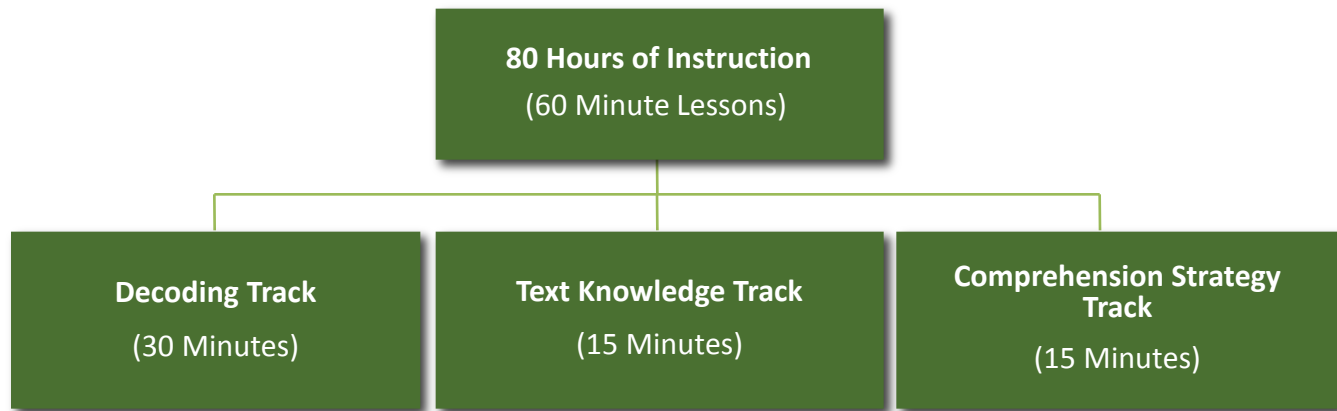 80 Hours of Instruction
(60 Minute Lessons)
Decoding Track
(30 Minutes)
Text Knowledge Track
(15 Minutes)
Comprehension Strategy
Track
(15 Minutes)